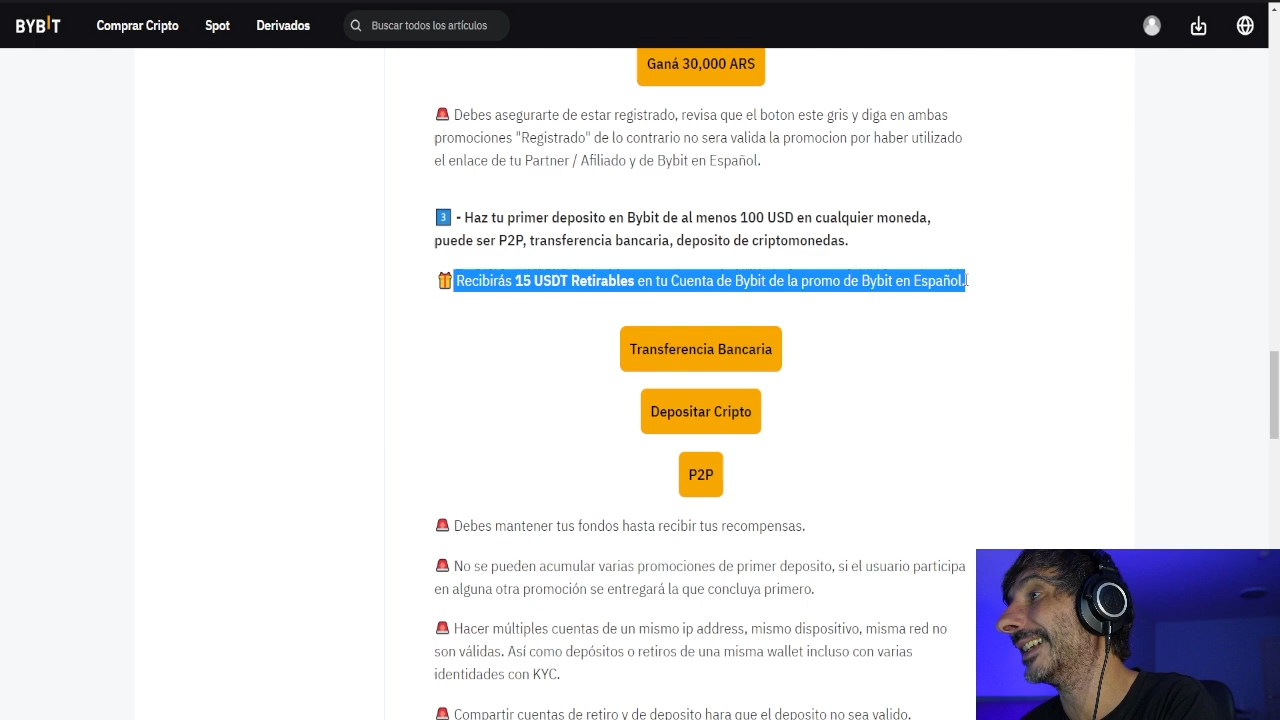 BYBIT Comprar Cripto Spot Derivados Buscar todos los artículos
Ganá 30,000 ARS
Debes asegurarte de estar registrado, revisa que el boton este gris y diga en ambas
promociones "Registrado" de lo contrario no sera valida la promocion por haber utilizado
el enlace de tu Partner / Afiliado y de Bybit en Español.
3 - Haz tu primer deposito en Bybit de al menos 100 USD en cualquier moneda,
puede ser P2P, transferencia bancaria, deposito de criptomonedas.
Recibirás 15 USDT Retirables en tu Cuenta de Bybit de la promo de Bybit en Español.
Transferencia Bancaria
Depositar Cripto
P2P
Debes mantener tus fondos hasta recibir tus recompensas.
No se pueden acumular varias promociones de primer deposito, si el usuario participa
en alguna otra promoción se entregará la que concluya primero.
Hacer múltiples cuentas de un mismo ip address, mismo dispositivo, misma red no
son válidas. Así como depósitos o retiros de una misma wallet incluso con varias
identidades con KYC.
Compartir cuentas de retiro y de deposito hara que el deposito no sea valido.